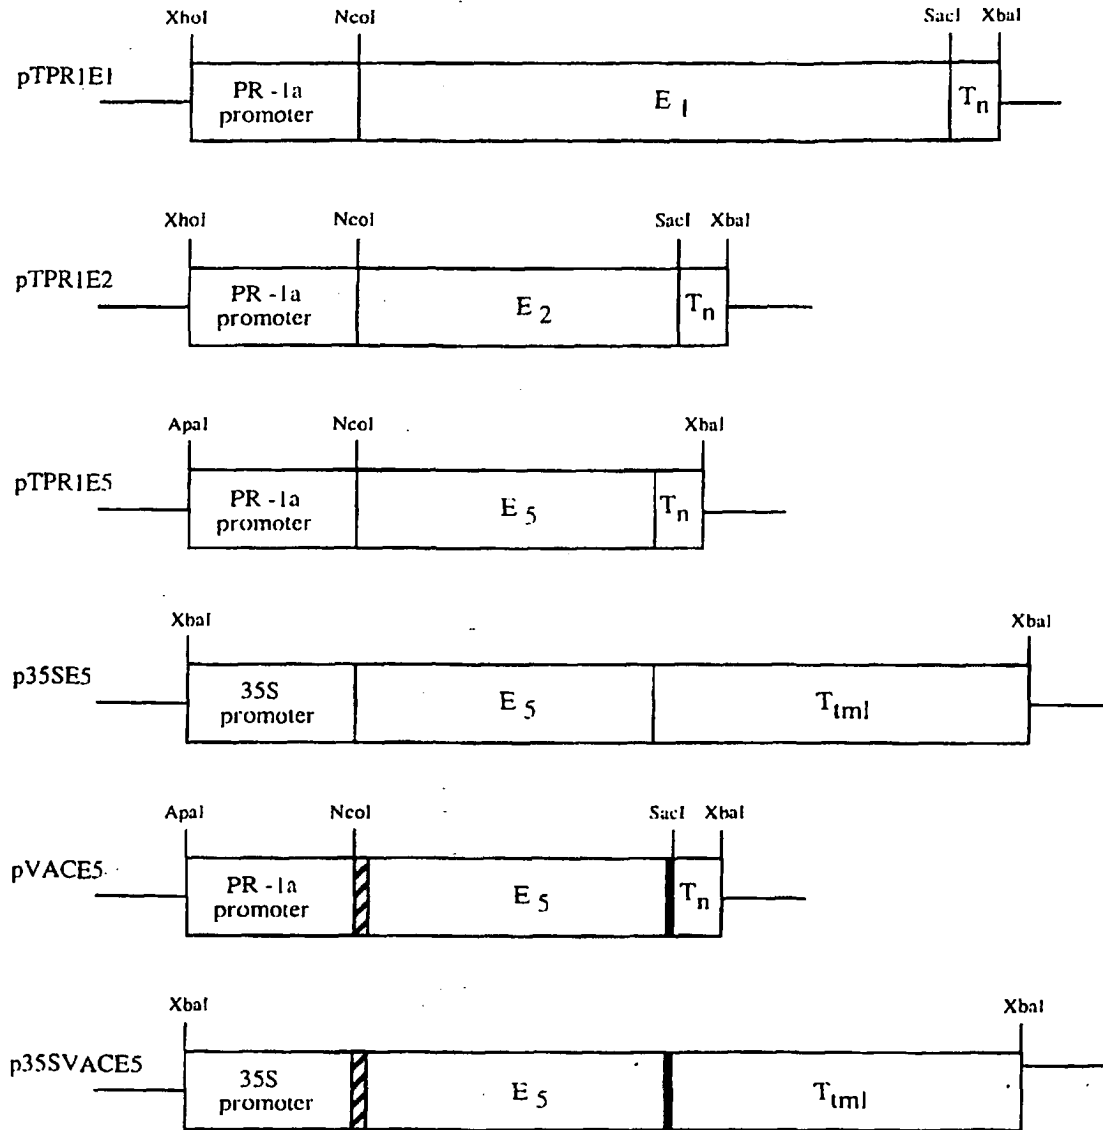 XhoI NcoI SacI XbaI
pTPR1E1
PR -1a
promoter
E1
Tn
XhoI NcoI SacI XbaI
pTPR1E2
PR -1a
promoter
E2
Tn
ApaI NcoI XbaI
pTPR1E5
PR -1a
promoter
E5
Tn
XbaI XbaI
p35SE5
35S
promoter
E5
Ttml
ApaI NcoI SacI XbaI
pVACE5
PR -1a
promoter
E5
Tn
XbaI XbaI
p35SVACE5
35S
promoter
E5
Ttml